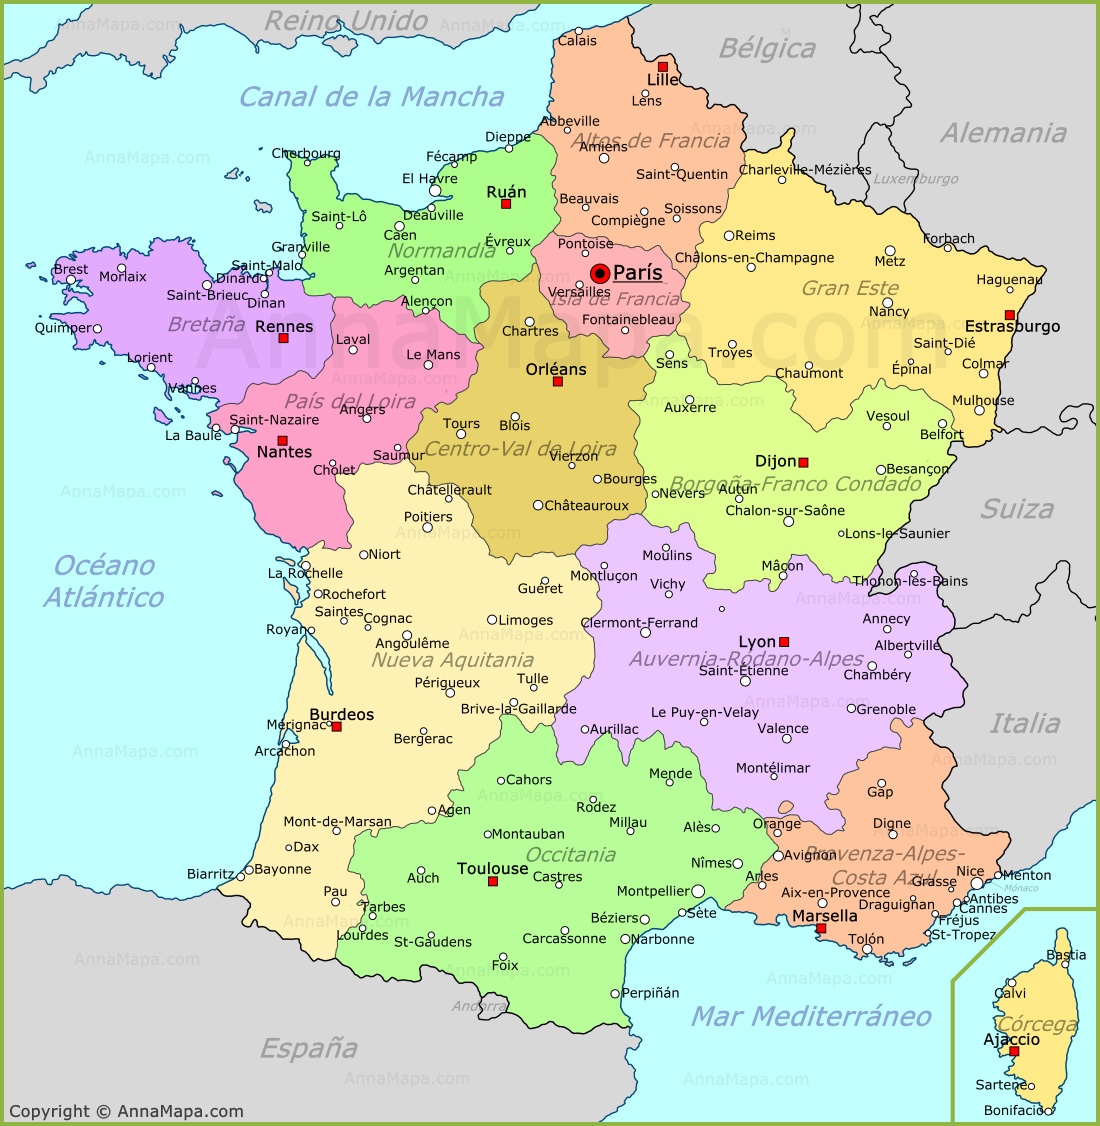 Reino Unido
Canal de la Mancha
Bélgica
Alemania
Luxemburgo
Calais
Lille
Lens
Abbeville
Altos de Francia
Amiens
Saint-Quentin
Beauvais
Compiègne
Soissons
Charleville-Mézières
Dieppe
Fécamp
Cherbourg
El Havre
Ruán
Saint-Lô
Deauville
Caen
Normandía
Évreux
Granville
Argentan
Alençon
Pontoise
París
Versailles
Isla de Francia
Fontainebleau
Reims
Châlons-en-Champagne
Forbach
Metz
Haguenau
Gran Este
Nancy
Estrasburgo
Saint-Dié
Troyes
Chaumont
Épinal
Colmar
Mulhouse
Brest
Morlaix
Saint-Malo
Dinard
Saint-Brieuc
Dinan
Bretaña
Rennes
Quimper
Lorient
Vannes
Laval
Le Mans
País del Loira
Angers
Saint-Nazaire
La Baule
Nantes
Saumur
Cholet
Chartres
Orléans
Tours
Blois
Centro-Val de Loira
Vierzon
Bourges
Châteauroux
Sens
Auxerre
Vesoul
Belfort
Dijon
Besançon
Borgoña-Franco Condado
Nevers
Autun
Chalon-sur-Saône
Lons-le-Saunier
Mâcon
Suiza
Océano
Atlántico
Châtellerault
Poitiers
Niort
La Rochelle
Rochefort
Saintes
Cognac
Royan
Angoulême
Guéret
Limoges
Nueva Aquitania
Périgueux
Tulle
Brive-la-Gaillarde
Burdeos
Mérignac
Arcachon
Bergerac
Agen
Mont-de-Marsan
Dax
Biarritz
Bayonne
Pau
Moulins
Montluçon
Vichy
Thonon-les-Bains
Clermont-Ferrand
Annecy
Lyon
Albertville
Auvernia-Ródano-Alpes
Saint-Étienne
Chambéry
Le Puy-en-Velay
Grenoble
Aurillac
Valence
Montélimar
Italia
Cahors
Mende
Rodez
Millau
Alès
Montauban
Occitania
Toulouse
Nîmes
Auch
Castres
Montpellier
Tarbes
Béziers
Sète
Lourdes
St-Gaudens
Carcassonne
Narbonne
Foix
Perpiñán
Andorra
España
Gap
Orange
Digne
Avignon
Provenza-Alpes-
Costa Azul
Arles
Nice
Menton
Mónaco
Grasse
Aix-en-Provence
Draguignan
Antibes
Cannes
Marsella
Fréjus
St-Tropez
Tolón
Mar Mediterráneo
Bastia
Calvi
Córcega
Ajaccio
Sartene
Bonifacio
AnnaMapa.com
Copyright © AnnaMapa.com